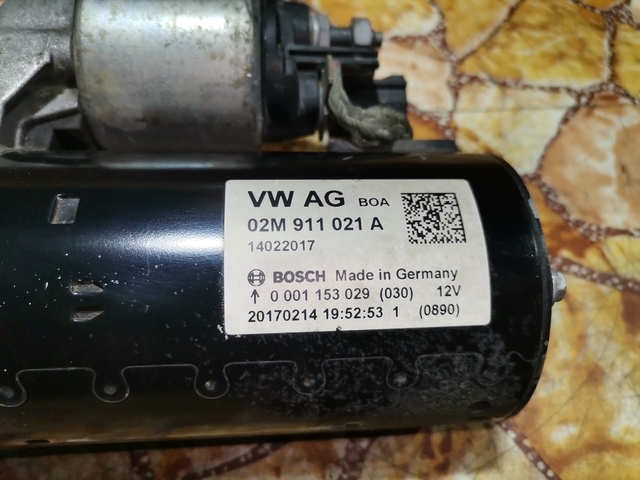 VW AG BOA
02M 911 021 A
14022017
BOSCH Made in Germany
↑ 0 001 153 029 (030) 12V
20170214 19:52:53 1 (0890)